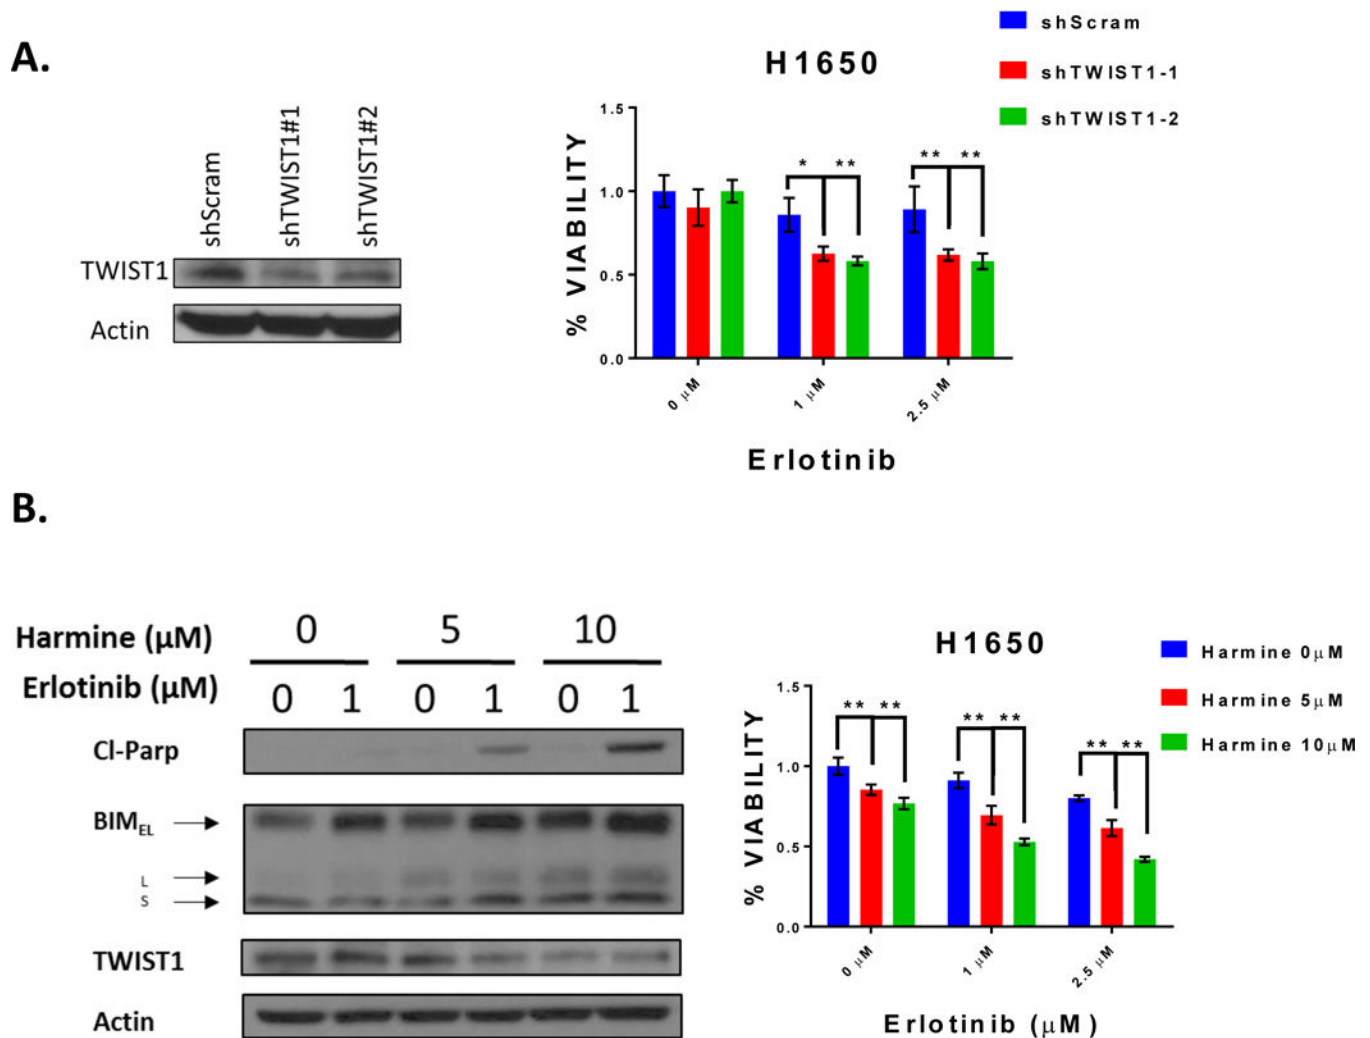 A.
shScram
shTWIST1#1
shTWIST1#2
TWIST1
Actin
H1650
shScram
shTWIST1-1
shTWIST1-2
% VIABILITY
1.5
1.0
0.5
0.0
* ** ** **
0 μM
1 μM
2.5 μM
Erlotinib
B.
Harmine (μM) 0 5 10
Erlotinib (μM) 0 1 0 1 0 1
Cl-Parp
BIMEL
L
S
TWIST1
Actin
H1650
Harmine 0μM
Harmine 5μM
Harmine 10μM
% VIABILITY
1.5
1.0
0.5
0.0
** ** ** ** ** **
0 μM
1 μM
2.5 μM
Erlotinib (μM)